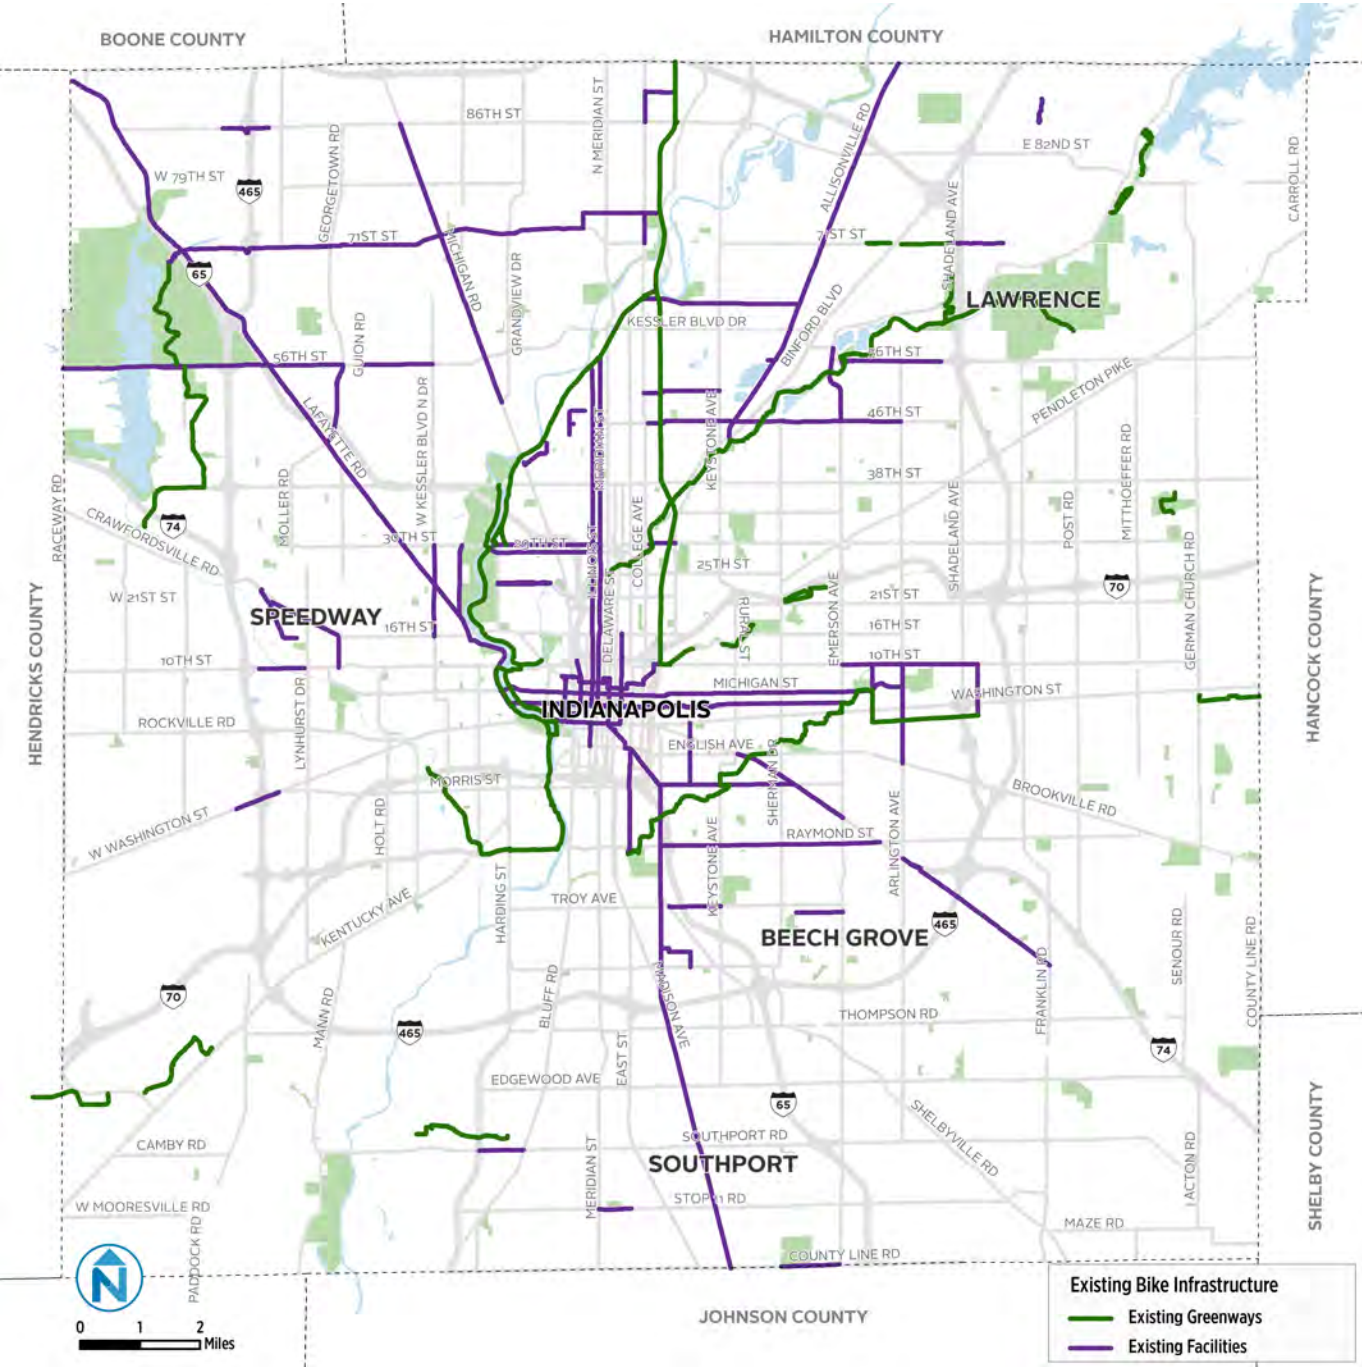 BOONE COUNTY
HAMILTON COUNTY
86TH ST
N MERIDIAN ST
ALLISONVILLE RD
E 82ND ST
CARROLL RD
W 79TH ST
465
GEORGETOWN RD
SHADELAND AVE
71ST ST
MICHIGAN RD
71ST ST
65
GRANDVIEW DR
LAWRENCE
KESSLER BLVD DR
BINFORD BLVD
GUION RD
56TH ST
56TH ST
PENDLETON PIKE
LAFAYETTE RD
W KESSLER BLVD N DR
MERIDIAN ST
KEYSTONE AVE
46TH ST
38TH ST
MITTHOEFFER RD
RACEWAY RD
MOLLER RD
COLLEGE AVE
SHADELAND AVE
POST RD
CRAWFORDSVILLE RD
74
30TH ST
ILLINOIS ST
25TH ST
GERMAN CHURCH RD
70
W 21ST ST
21ST ST
SPEEDWAY
16TH ST
DELAWARE ST
RURAL ST
EMERSON AVE
16TH ST
HENDRICKS COUNTY
HANCOCK COUNTY
10TH ST
10TH ST
LYNHURST DR
MICHIGAN ST
WASHINGTON ST
INDIANAPOLIS
ROCKVILLE RD
ENGLISH AVE
SHERMAN DR
MORRIS ST
BROOKVILLE RD
W WASHINGTON ST
HOLT RD
KEYSTONE AVE
RAYMOND ST
ARLINGTON AVE
HARDING ST
TROY AVE
KENTUCKY AVE
BEECH GROVE
465
SENOUR RD
COUNTY LINE RD
70
MANN RD
BLUFF RD
MADISON AVE
FRANKLIN RD
THOMPSON RD
465
EAST ST
74
EDGEWOOD AVE
65
SHELBYVILLE RD
CAMBY RD
SOUTHPORT RD
SOUTHPORT
MERIDIAN ST
ACTON RD
SHELBY COUNTY
W MOORESVILLE RD
STOP 11 RD
MAZE RD
PADDOCK RD
COUNTY LINE RD
N
JOHNSON COUNTY
0 1 2
Miles
Existing Bike Infrastructure
Existing Greenways
Existing Facilities